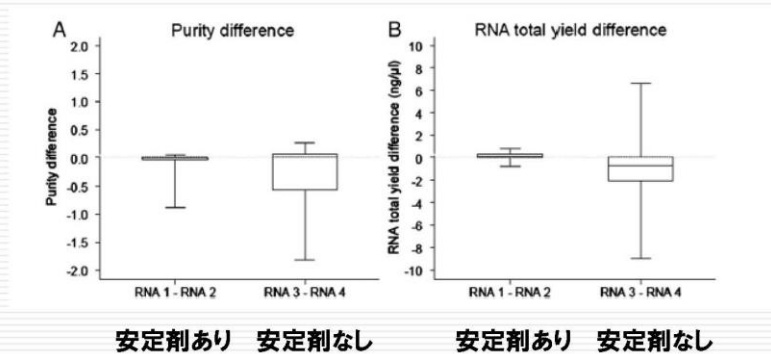 A
Purity difference
2.0
1.5
1.0
0.5
0.0
-0.5
-1.0
-1.5
-2.0
Purity difference
RNA 1 - RNA 2
RNA 3 - RNA 4
安定剤あり 安定剤なし
B
RNA total yield difference
10
8
6
4
2
0
-2
-4
-6
-8
-10
RNA total yield difference (ng/µl)
RNA 1 - RNA 2
RNA 3 - RNA 4
安定剤あり 安定剤なし